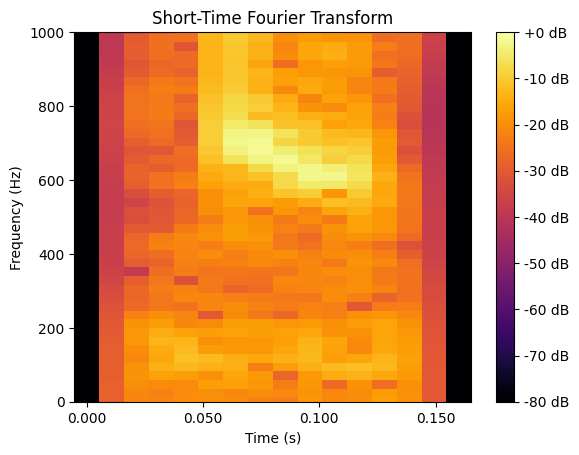 Short-Time Fourier Transform
1000
800
600
400
200
0
Frequency (Hz)
0.000
0.050
0.100
0.150
Time (s)
+0 dB
-10 dB
-20 dB
-30 dB
-40 dB
-50 dB
-60 dB
-70 dB
-80 dB